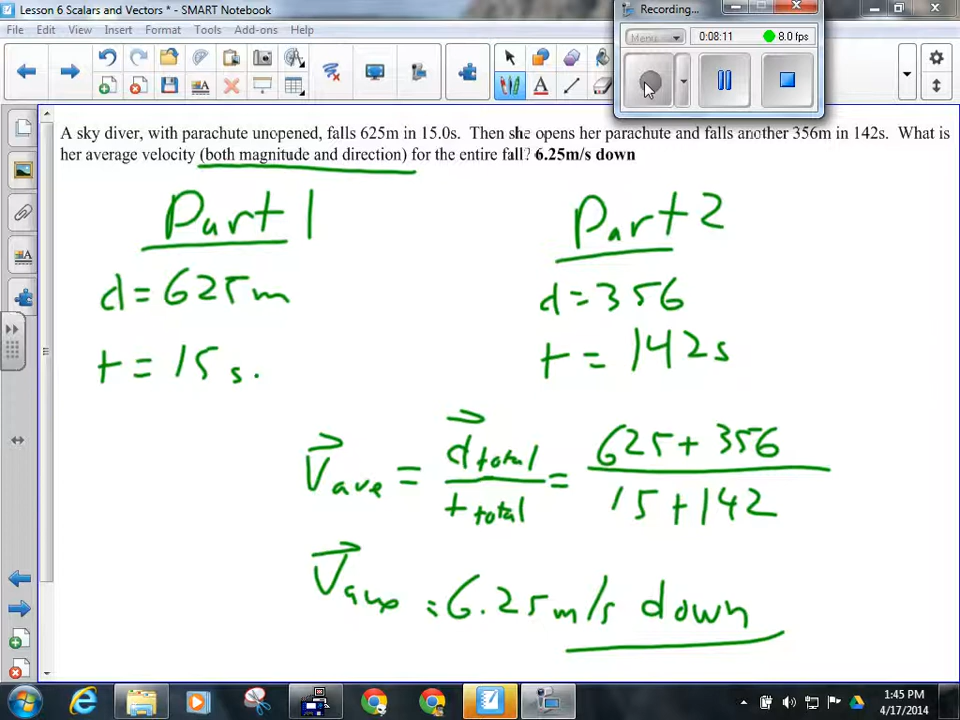 Lesson 6 Scalars and Vectors * - SMART Notebook
Recording...
File Edit View Insert Format Tools Add-ons Help
Menu 0:08:11 8.0 fps
A sky diver, with parachute unopened, falls 625m in 15.0s. Then she opens her parachute and falls another 356m in 142s. What is
her average velocity (both magnitude and direction) for the entire fall? 6.25m/s down
Part 1
Part 2
d = 625m
d = 356
t = 15s.
t = 142s
V ave = d total / t total = 625 + 356 / 15 + 142
V ave = 6.25 m/s down
1:45 PM
4/17/2014